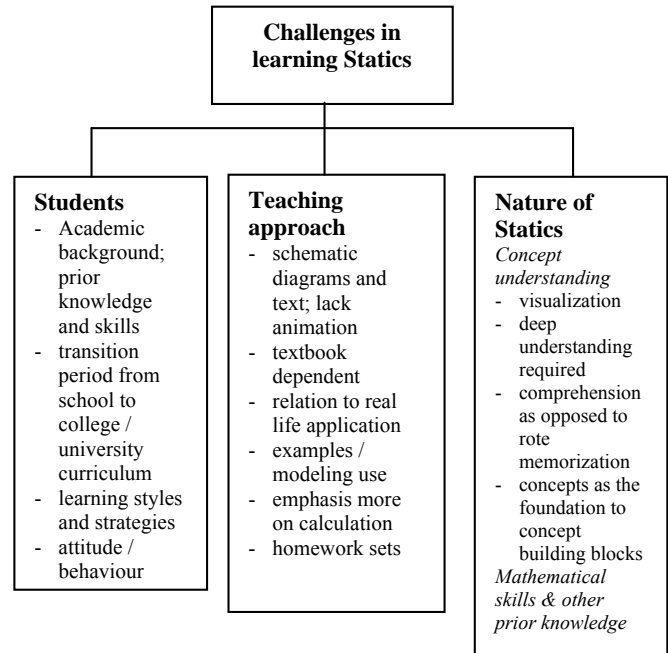 Challenges in
learning Statics
Students
- Academic
background;
prior
knowledge
and skills
- transition
period from
school to
college /
university
curriculum
- learning styles
and strategies
- attitude /
behaviour
Teaching
approach
- schematic
diagrams and
text; lack
animation
- textbook
dependent
- relation to real
life application
- examples /
modeling use
- emphasis more
on calculation
- homework sets
Nature of
Statics
Concept
understanding
- visualization
- deep
understanding
required
- comprehension
as opposed to
rote
memorization
- concepts as the
foundation to
concept
building blocks
Mathematical
skills & other
prior knowledge